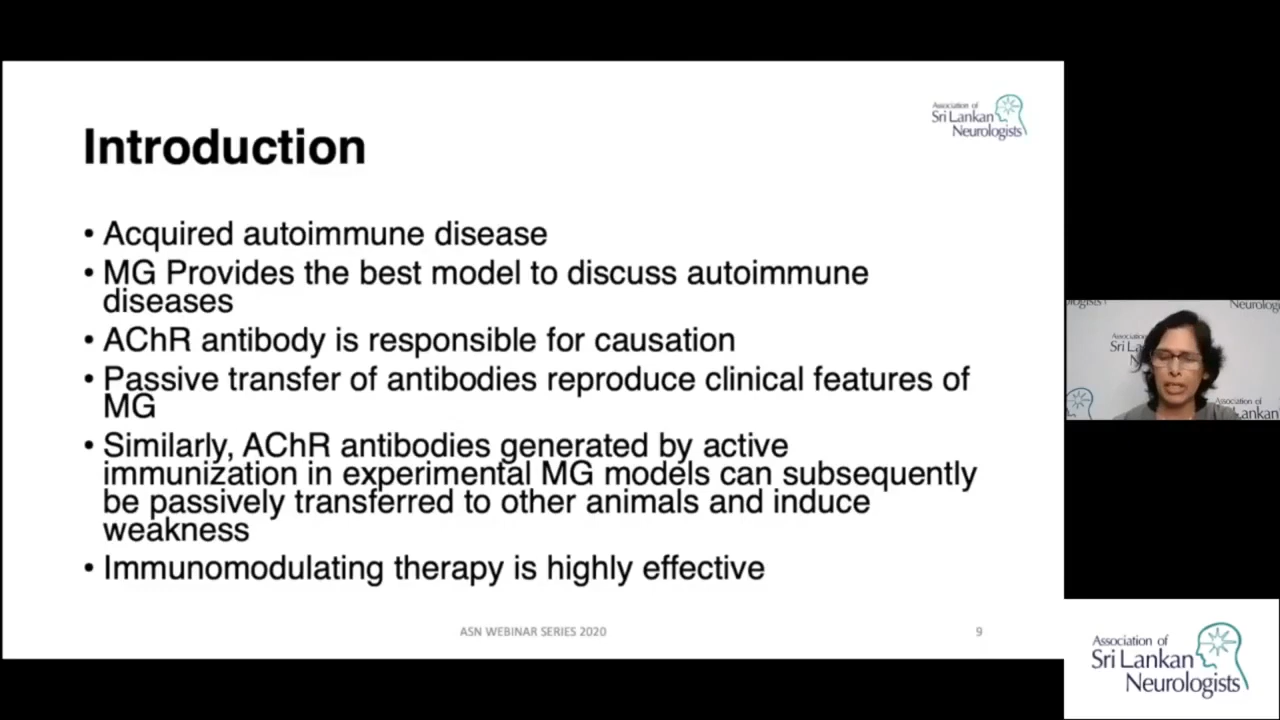 Association of
Sri Lankan
Neurologists
Introduction
• Acquired autoimmune disease
• MG Provides the best model to discuss autoimmune
diseases
• AChR antibody is responsible for causation
• Passive transfer of antibodies reproduce clinical features of
MG
• Similarly, AChR antibodies generated by active
immunization in experimental MG models can subsequently
be passively transferred to other animals and induce
weakness
• Immunomodulating therapy is highly effective
ASN WEBINAR SERIES 2020
9
Neurolog
Association of
Association of
Sri Lankan
Neurologists